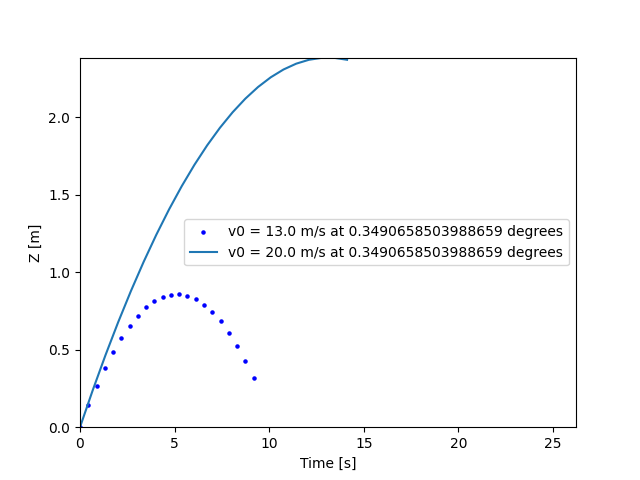 2.0
1.5
Z [m]
v0 = 13.0 m/s at 0.3490658503988659 degrees
v0 = 20.0 m/s at 0.3490658503988659 degrees
1.0
0.5
0.0
0 5 10 15 20 25
Time [s]